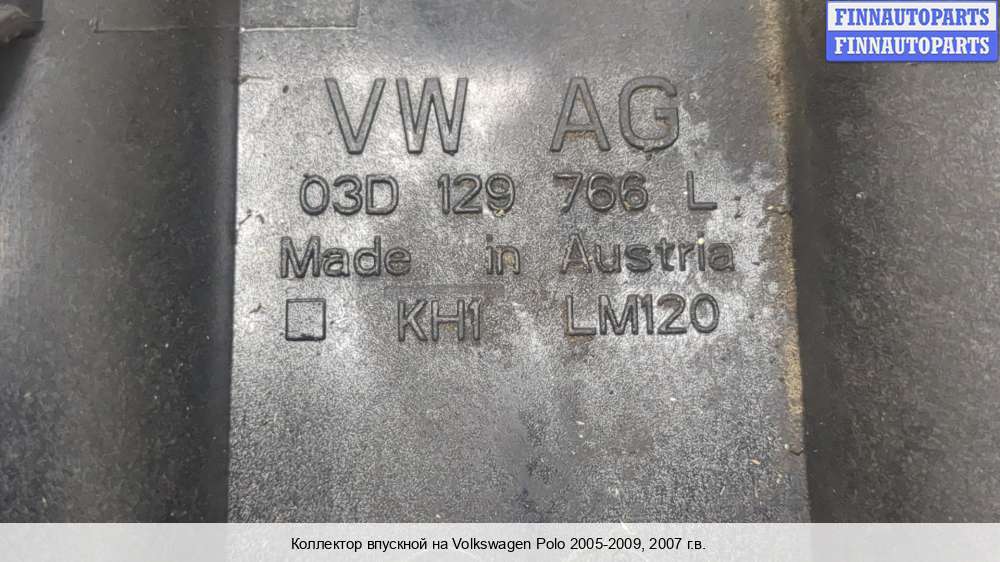 FINNAUTOPARTS
FINNAUTOPARTS
VW AG
03D 129 766 L
Made in Austria
KH1 LM120
Коллектор впускной на Volkswagen Polo 2005-2009, 2007 г.в.